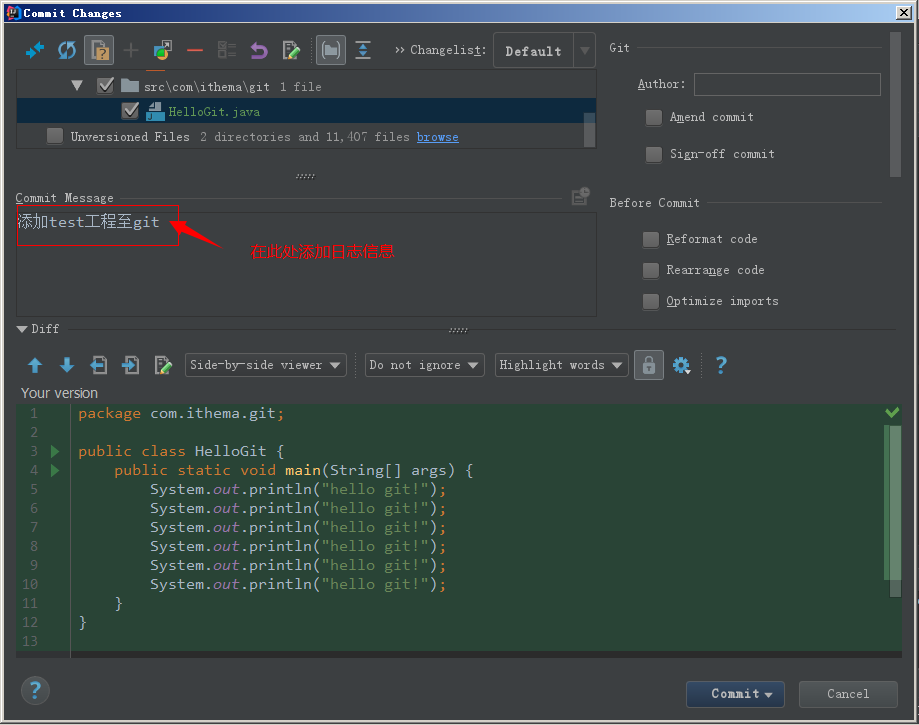 Commit Changes
>> Changelist: Default
src\com\ithema\git 1 file
HelloGit.java
Unversioned Files 2 directories and 11,407 files browse
Git
Author:
Amend commit
Sign-off commit
Commit Message
添加test工程至git
在此处添加日志信息
Before Commit
Reformat code
Rearrange code
Optimize imports
Diff
Side-by-side viewer Do not ignore Highlight words ?
Your version
1 package com.ithema.git;
2
3 public class HelloGit {
4 public static void main(String[] args) {
5 System.out.println("hello git!");
6 System.out.println("hello git!");
7 System.out.println("hello git!");
8 System.out.println("hello git!");
9 System.out.println("hello git!");
10 System.out.println("hello git!");
11 }
12 }
13
? Commit Cancel